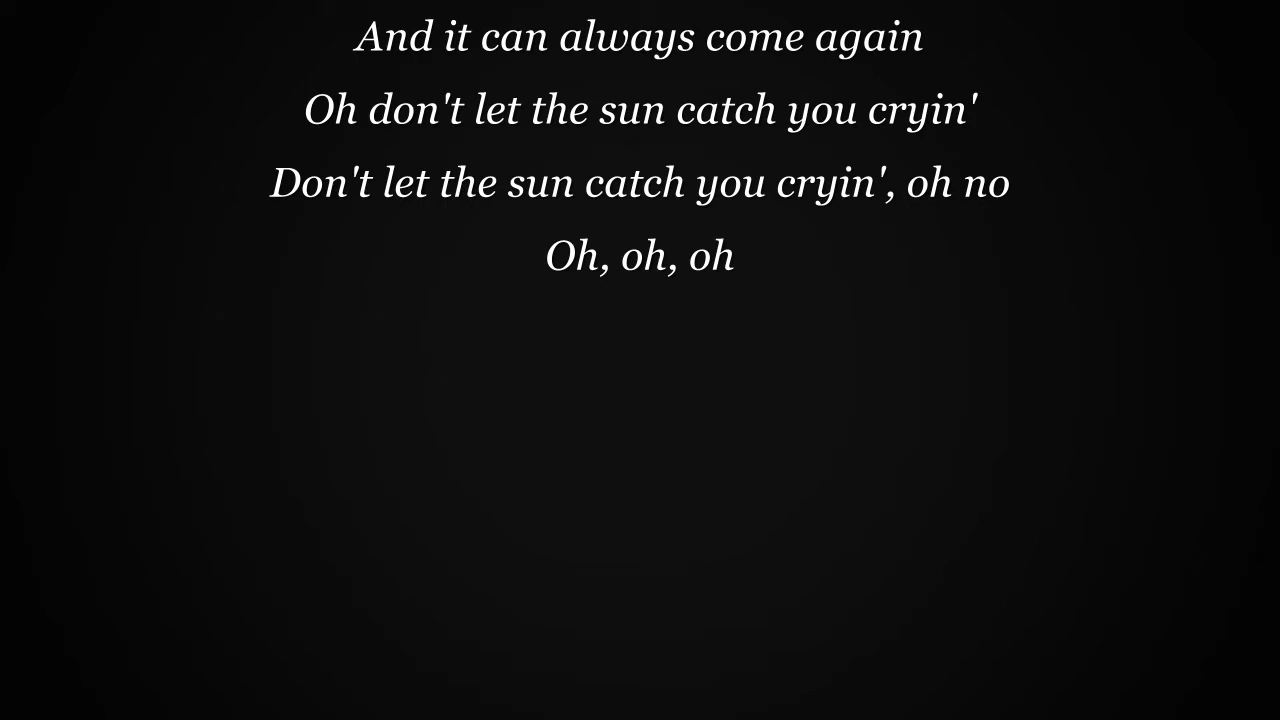 And it can always come again
Oh don't let the sun catch you cryin'
Don't let the sun catch you cryin', oh no
Oh, oh, oh